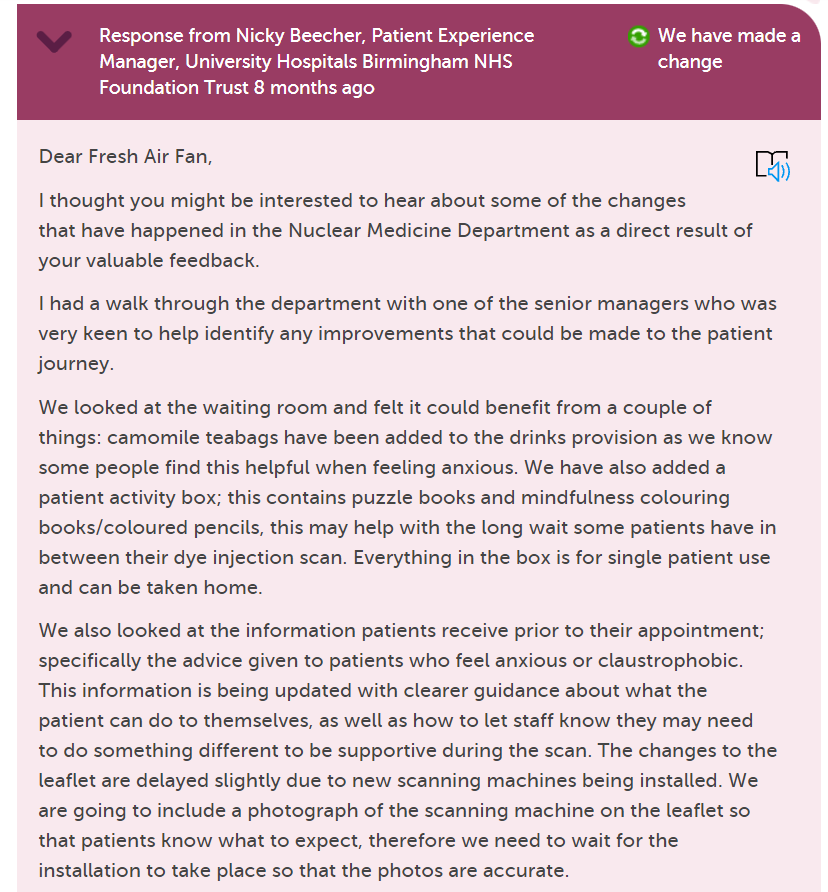 Response from Nicky Beecher, Patient Experience
Manager, University Hospitals Birmingham NHS
Foundation Trust 8 months ago
We have made a
change
Dear Fresh Air Fan,
I thought you might be interested to hear about some of the changes
that have happened in the Nuclear Medicine Department as a direct result of
your valuable feedback.
I had a walk through the department with one of the senior managers who was
very keen to help identify any improvements that could be made to the patient
journey.
We looked at the waiting room and felt it could benefit from a couple of
things: camomile teabags have been added to the drinks provision as we know
some people find this helpful when feeling anxious. We have also added a
patient activity box; this contains puzzle books and mindfulness colouring
books/coloured pencils, this may help with the long wait some patients have in
between their dye injection scan. Everything in the box is for single patient use
and can be taken home.
We also looked at the information patients receive prior to their appointment;
specifically the advice given to patients who feel anxious or claustrophobic.
This information is being updated with clearer guidance about what the
patient can do to themselves, as well as how to let staff know they may need
to do something different to be supportive during the scan. The changes to the
leaflet are delayed slightly due to new scanning machines being installed. We
are going to include a photograph of the scanning machine on the leaflet so
that patients know what to expect, therefore we need to wait for the
installation to take place so that the photos are accurate.